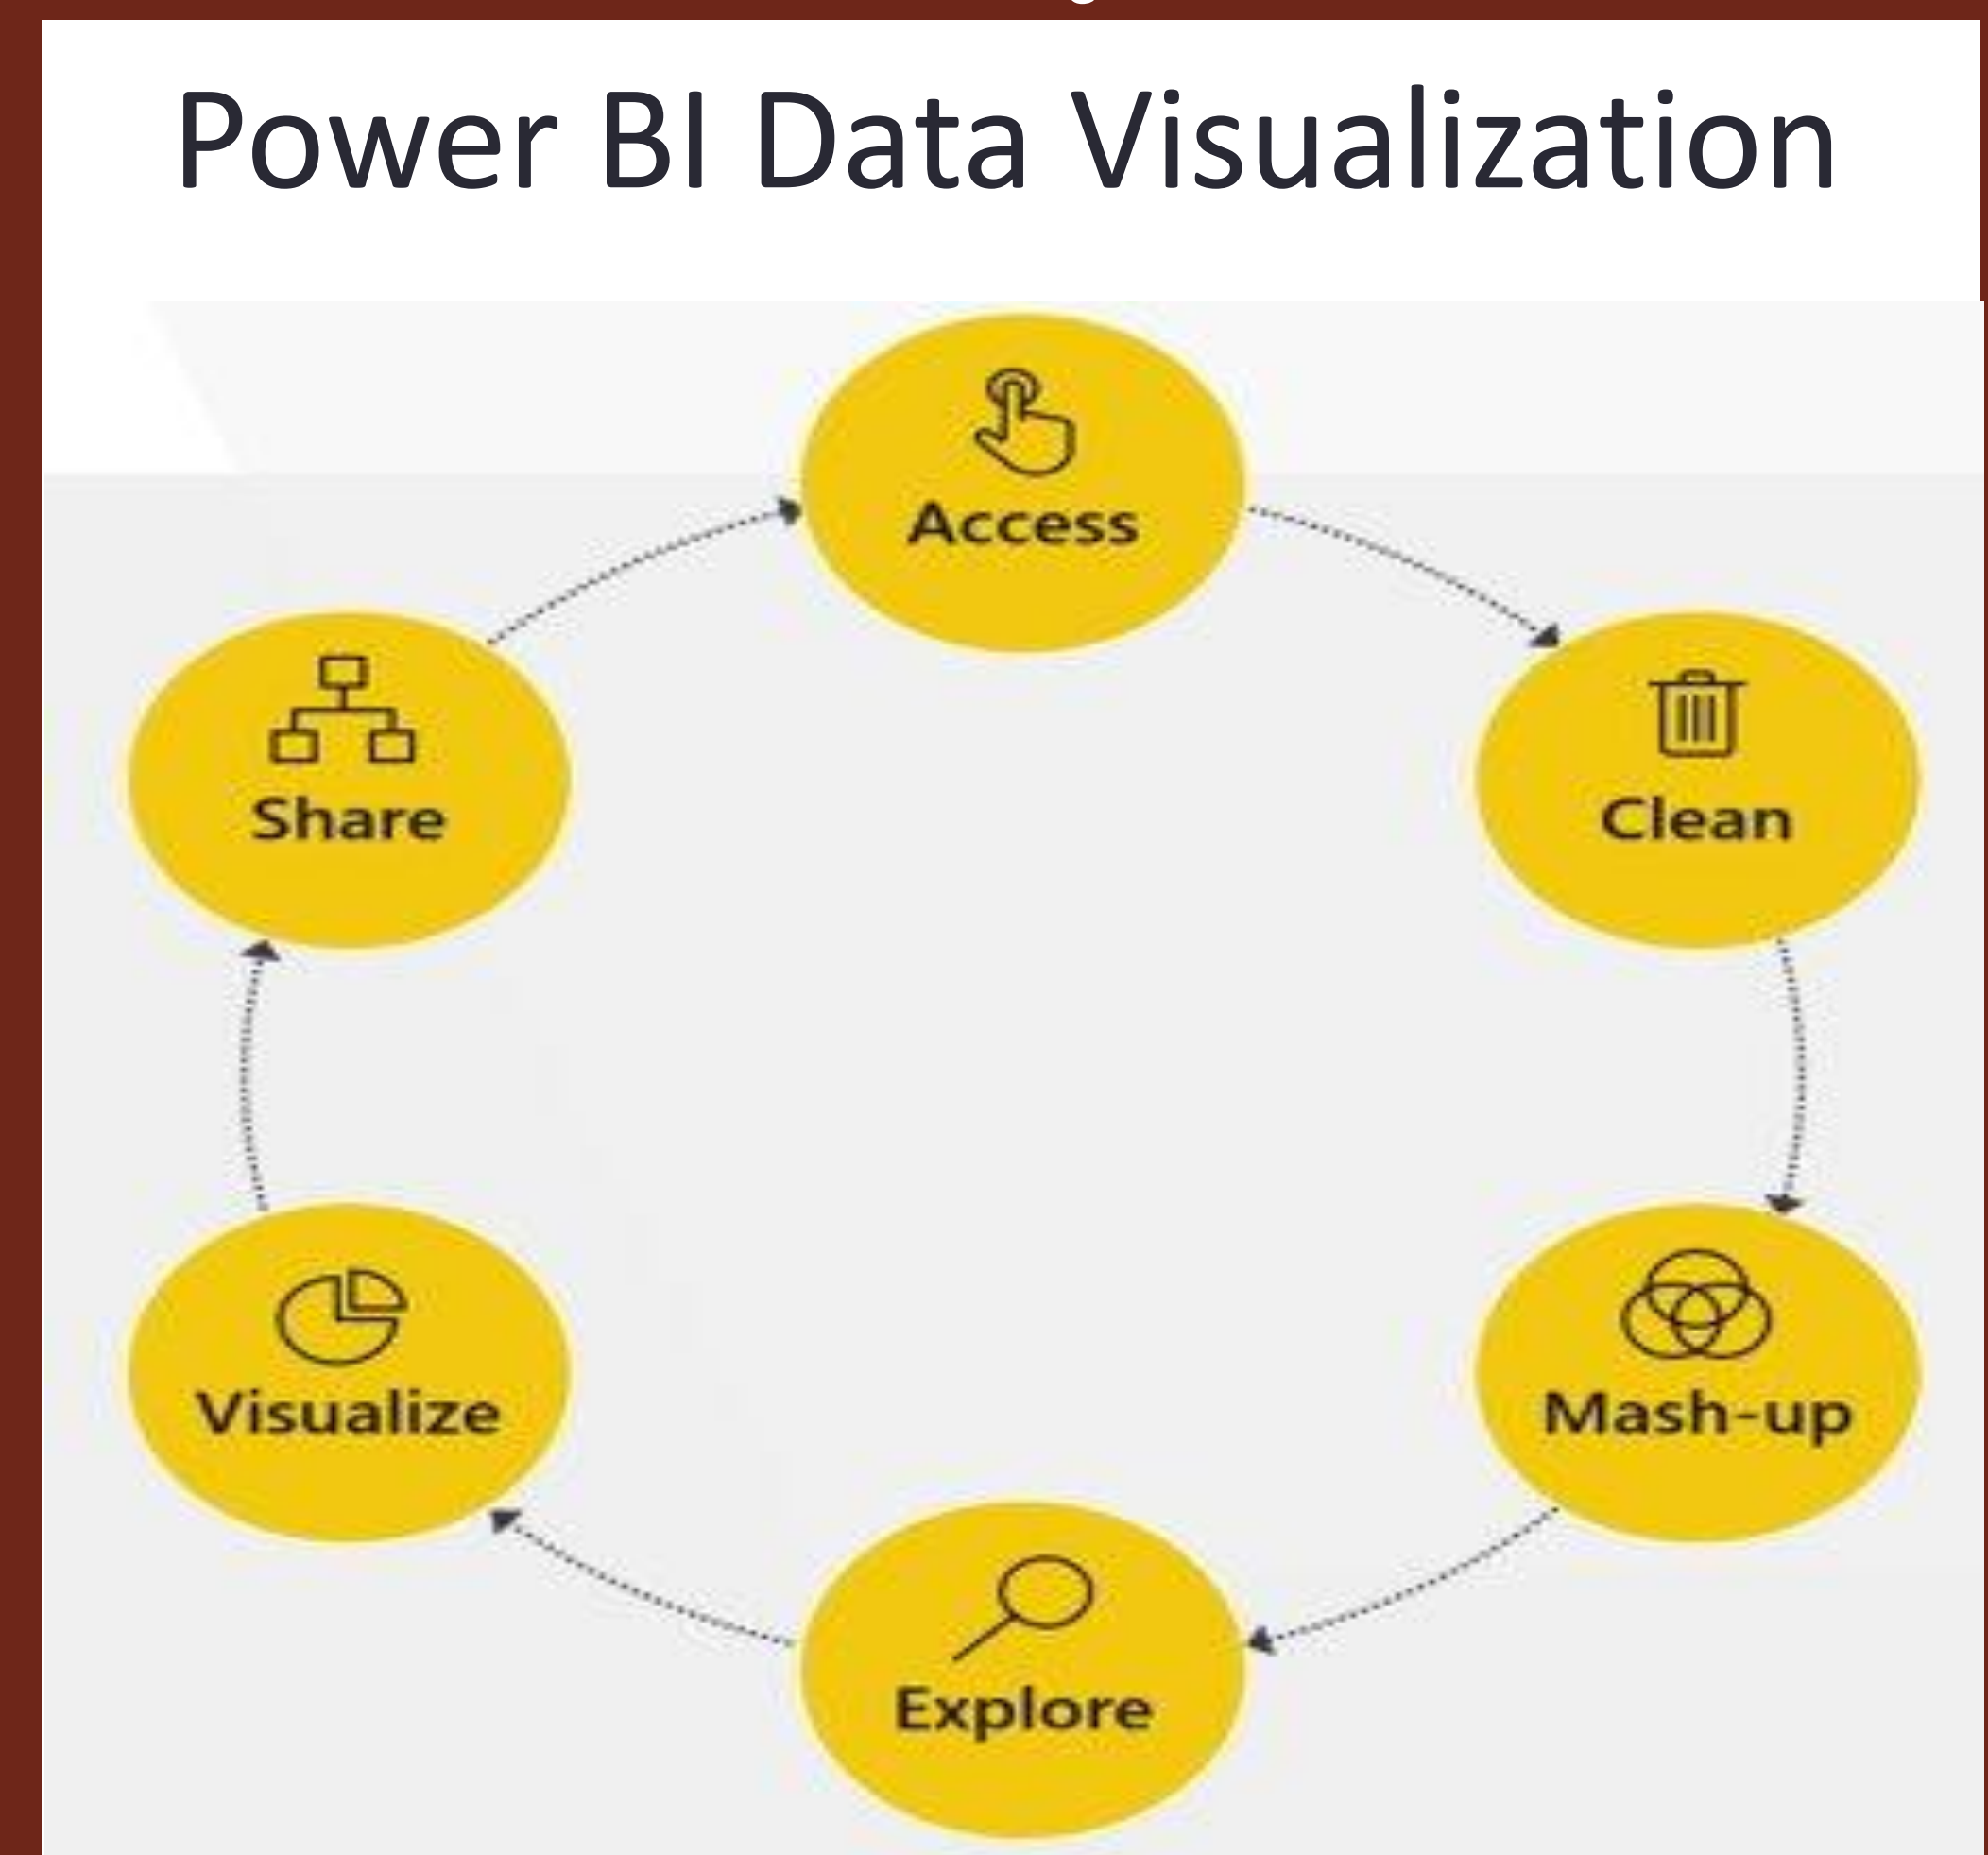 Power BI Data Visualization
Access
Clean
Mash-up
Explore
Visualize
Share